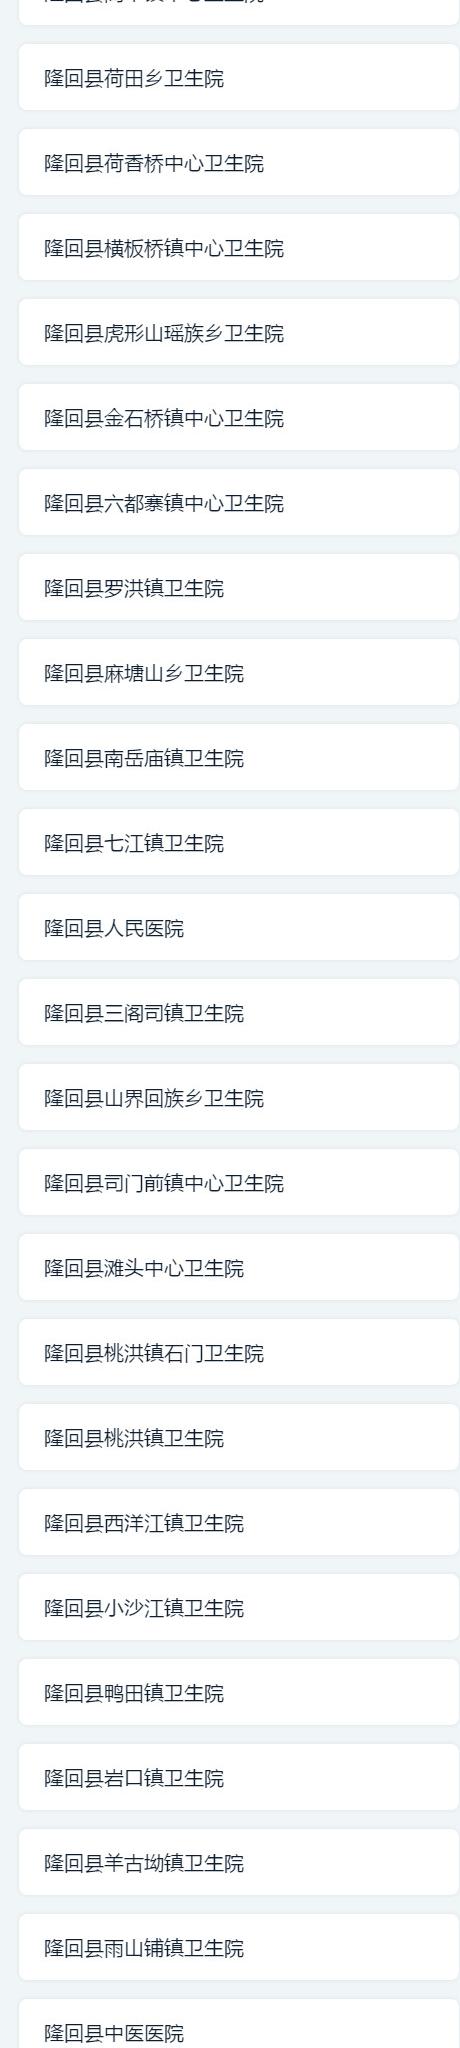 隆回县荷田乡卫生院
隆回县荷香桥中心卫生院
隆回县横板桥镇中心卫生院
隆回县虎形山瑶族乡卫生院
隆回县金石桥镇中心卫生院
隆回县六都寨镇中心卫生院
隆回县罗洪镇卫生院
隆回县麻塘山乡卫生院
隆回县南岳庙镇卫生院
隆回县七江镇卫生院
隆回县人民医院
隆回县三阁司镇卫生院
隆回县山界回族乡卫生院
隆回县司门前镇中心卫生院
隆回县滩头中心卫生院
隆回县桃洪镇石门卫生院
隆回县桃洪镇卫生院
隆回县西洋江镇卫生院
隆回县小沙江镇卫生院
隆回县鸭田镇卫生院
隆回县岩口镇卫生院
隆回县羊古坳镇卫生院
隆回县雨山铺镇卫生院
隆回县中医医院